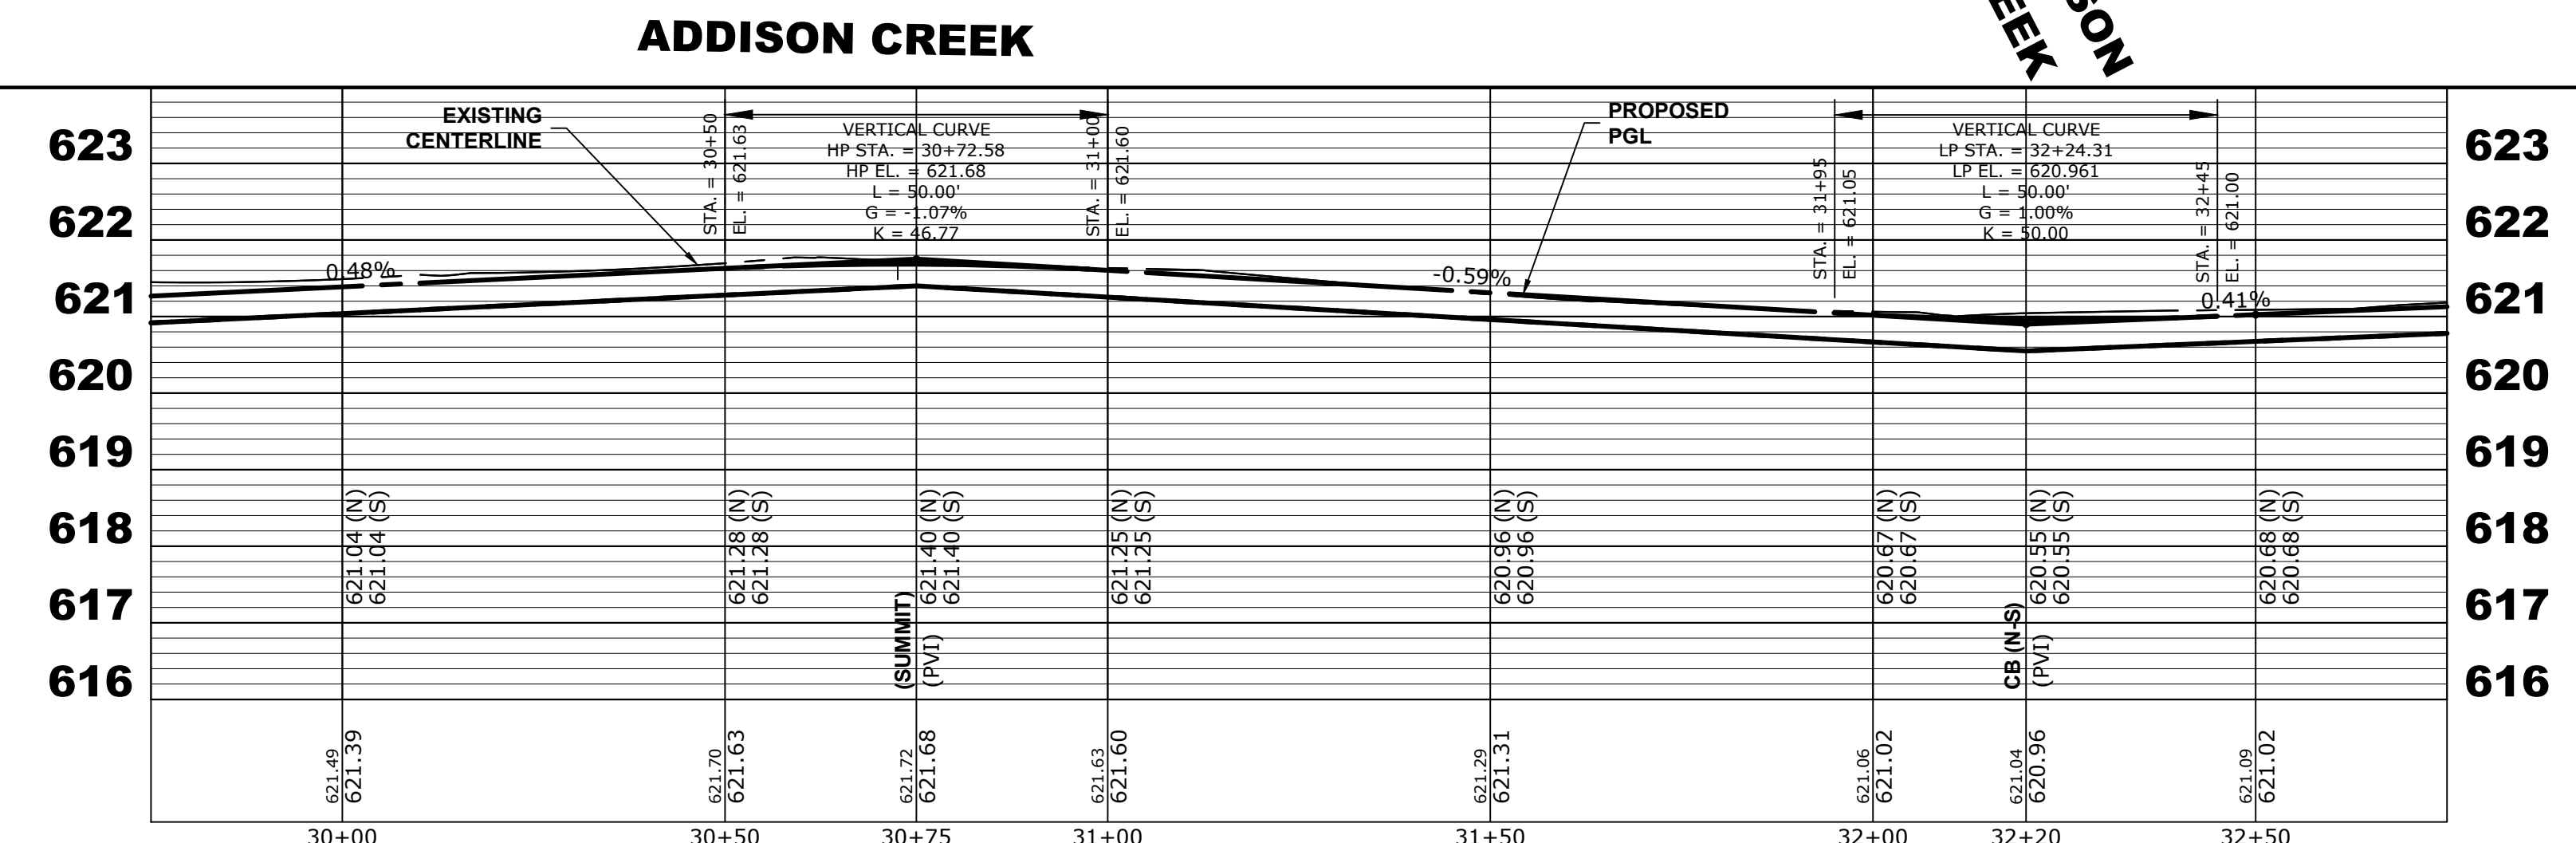 ADDISON CREEK
EEK
SON
EXISTING
CENTERLINE
STA. = 30+50
EL. = 621.63
VERTICAL CURVE
HP STA. = 30+72.58
HP EL. = 621.68
L = 50.00'
G = -1.07%
K = 46.77
STA. = 31+00
EL. = 621.60
PROPOSED
PGL
STA. = 31+95
EL. = 621.05
VERTICAL CURVE
LP STA. = 32+24.31
LP EL. = 620.961
L = 50.00'
G = 1.00%
K = 50.00
STA. = 32+45
EL. = 621.00
623
622
621
620
619
618
617
616
623
622
621
620
619
618
617
616
0.48%
-0.59%
0.41%
621.04 (N)
621.04 (S)
621.28 (N)
621.28 (S)
621.40 (N)
621.40 (S)
621.25 (N)
621.25 (S)
620.96 (N)
620.96 (S)
620.67 (N)
620.67 (S)
620.55 (N)
620.55 (S)
620.68 (N)
620.68 (S)
(SUMMIT)
(PVI)
CB (N-S)
(PVI)
621.49
621.39
621.70
621.63
621.72
621.68
621.63
621.60
621.29
621.31
621.06
621.02
621.04
620.96
621.09
621.02
30+00
30+50
30+75
31+00
31+50
32+00
32+20
32+50